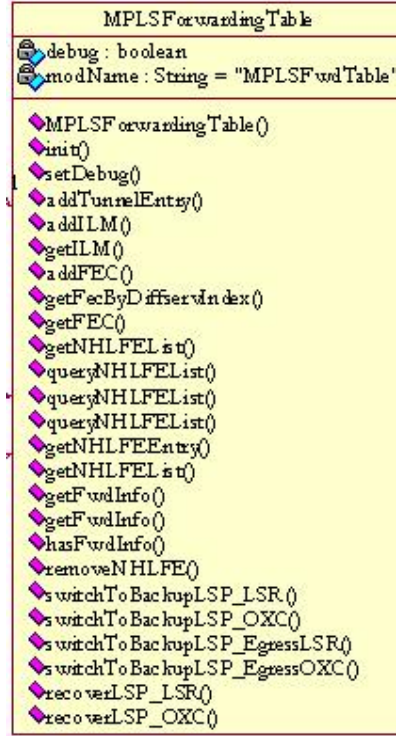 MPLSForwardingTable
debug : boolean
modName : String = "MPLSFwdTable"
MPLSForwardingTable()
init()
setDebug()
1
addTunnelEntry()
addILM()
getILM()
addFEC()
getFecByDiffservIndex()
getFEC()
getNHLFEList()
queryNHLFEList()
queryNHLFEList()
queryNHLFEList()
getNHLFEEntry()
getNHLFEList()
getFwdInfo()
getFwdInfo()
hasFwdInfo()
removeNHLFE()
switchToBackupLSP_LSR()
switchToBackupLSP_OXC()
switchToBackupLSP_EgressLSR()
switchToBackupLSP_EgressOXC()
recoverLSP_LSR()
recoverLSP_OXC()